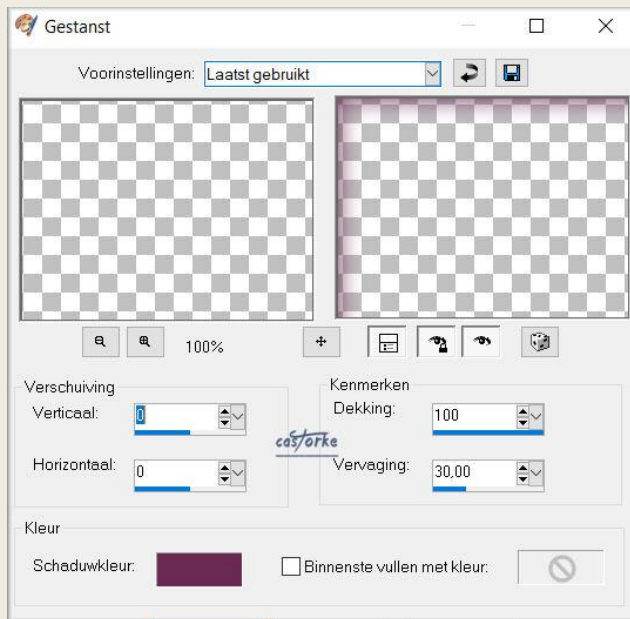 Gestanst
Voorinstellingen: Laatst gebruikt
100%
Verschuiving
Verticaal: 0
Horizontaal: 0
Kenmerken
Dekking: 100
Vervaging: 30,00
castorke
Kleur
Schaduwkleur:
Binnenste vullen met kleur: